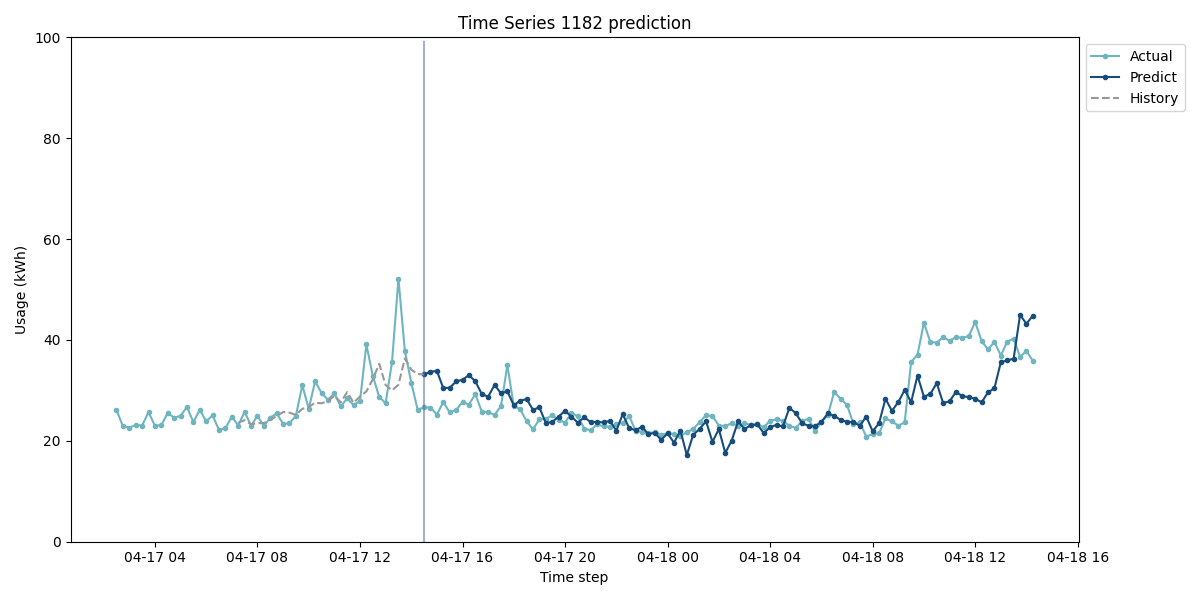 Time Series 1182 prediction
100
80
60
40
20
0
Usage (kWh)
04-17 04
04-17 08
04-17 12
04-17 16
04-17 20
04-18 00
04-18 04
04-18 08
04-18 12
04-18 16
Time step
Actual
Predict
History